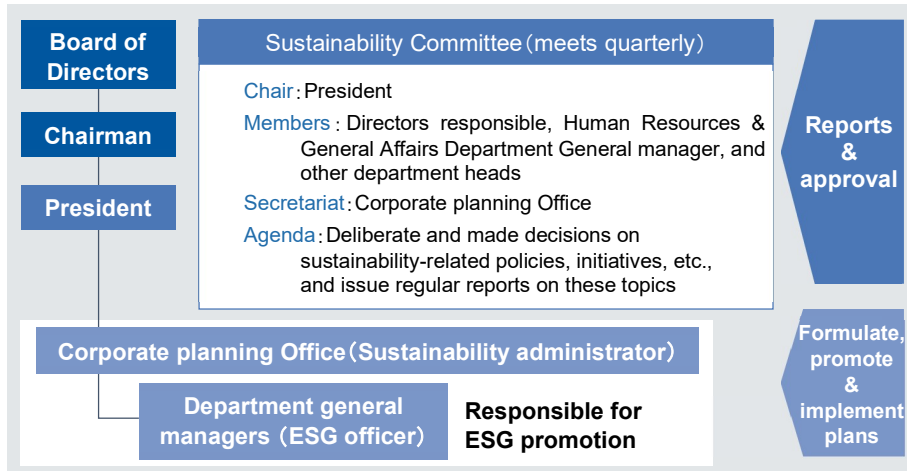 Board of
Directors
Chairman
President
Sustainability Committee（meets quarterly）
Chair：President
Members：Directors responsible, Human Resources &
General Affairs Department General manager, and
other department heads
Secretariat：Corporate planning Office
Agenda：Deliberate and made decisions on
sustainability-related policies, initiatives, etc.,
and issue regular reports on these topics
Reports
&
approval
Corporate planning Office（Sustainability administrator）
Department general
managers（ESG officer）
Responsible for
ESG promotion
Formulate,
promote
&
implement
plans